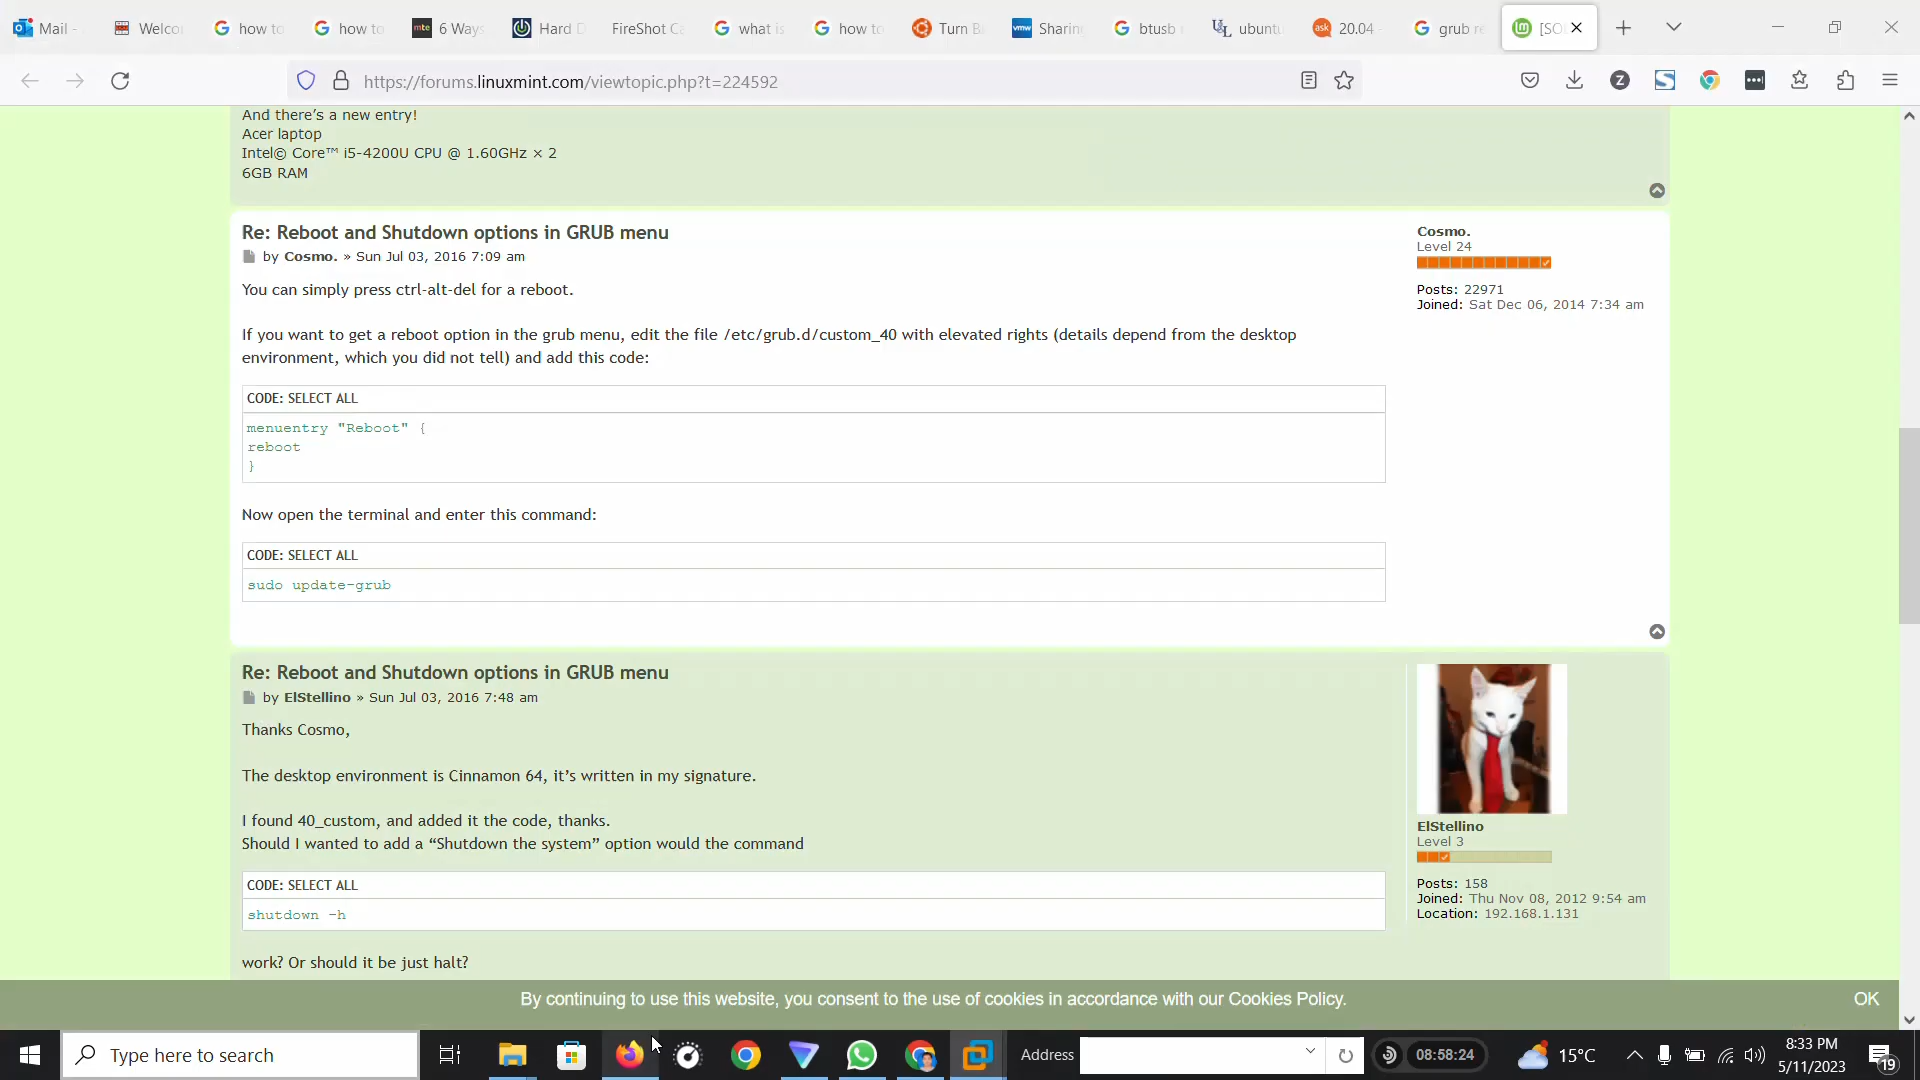 Mail -
Welco
how to
how to
6 Ways
Hard D
FireShot Ca
what is
how to
Turn B
Sharin
btusb
ubuntu
20.04
grub re
[SO
https://forums.linuxmint.com/viewtopic.php?t=224592
And there's a new entry!
Acer laptop
Intel© Core™ i5-4200U CPU @ 1.60GHz × 2
6GB RAM
Re: Reboot and Shutdown options in GRUB menu
by Cosmo. » Sun Jul 03, 2016 7:09 am
Cosmo.
Level 24
Posts: 22971
Joined: Sat Dec 06, 2014 7:34 am
You can simply press ctrl-alt-del for a reboot.
If you want to get a reboot option in the grub menu, edit the file /etc/grub.d/custom_40 with elevated rights (details depend from the desktop
environment, which you did not tell) and add this code:
CODE: SELECT ALL
menuentry "Reboot" {
reboot
}
Now open the terminal and enter this command:
CODE: SELECT ALL
sudo update-grub
Re: Reboot and Shutdown options in GRUB menu
by ElStellino » Sun Jul 03, 2016 7:48 am
Thanks Cosmo,
The desktop environment is Cinnamon 64, it's written in my signature.
I found 40_custom, and added it the code, thanks.
Should I wanted to add a “Shutdown the system” option would the command
CODE: SELECT ALL
shutdown -h
work? Or should it be just halt?
ElStellino
Level 3
Posts: 158
Joined: Thu Nov 08, 2012 9:54 am
Location: 192.168.1.131
By continuing to use this website, you consent to the use of cookies in accordance with our Cookies Policy.
OK
Type here to search
Address
08:58:24
15°C
8:33 PM
5/11/2023
19